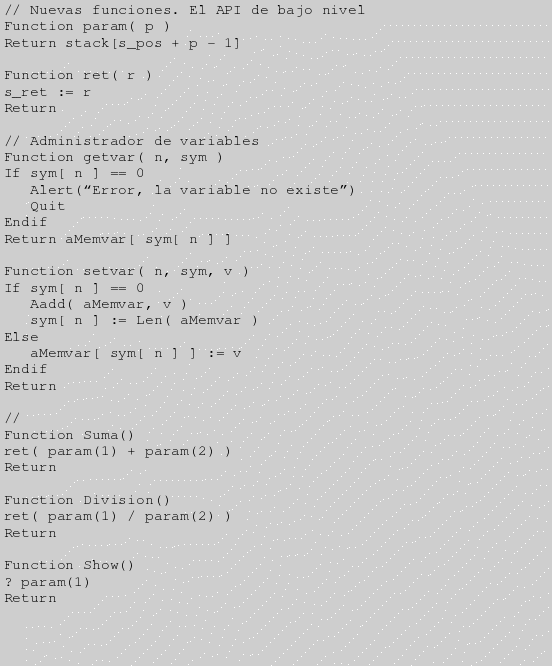 // Nuevas funciones. El API de bajo nivel
Function param( p )
Return stack[s_pos + p - 1]

Function ret( r )
s_ret := r
Return

// Administrador de variables
Function getvar( n, sym )
If sym[ n ] == 0
   Alert(“Error, la variable no existe”)
   Quit
Endif
Return aMemvar[ sym[ n ] ]

Function setvar( n, sym, v )
If sym[ n ] == 0
   Aadd( aMemvar, v )
   sym[ n ] := Len( aMemvar )
Else
   aMemvar[ sym[ n ] ] := v
Endif
Return

//
Function Suma()
ret( param(1) + param(2) )
Return

Function Division()
ret( param(1) / param(2) )
Return

Function Show()
? param(1)
Return